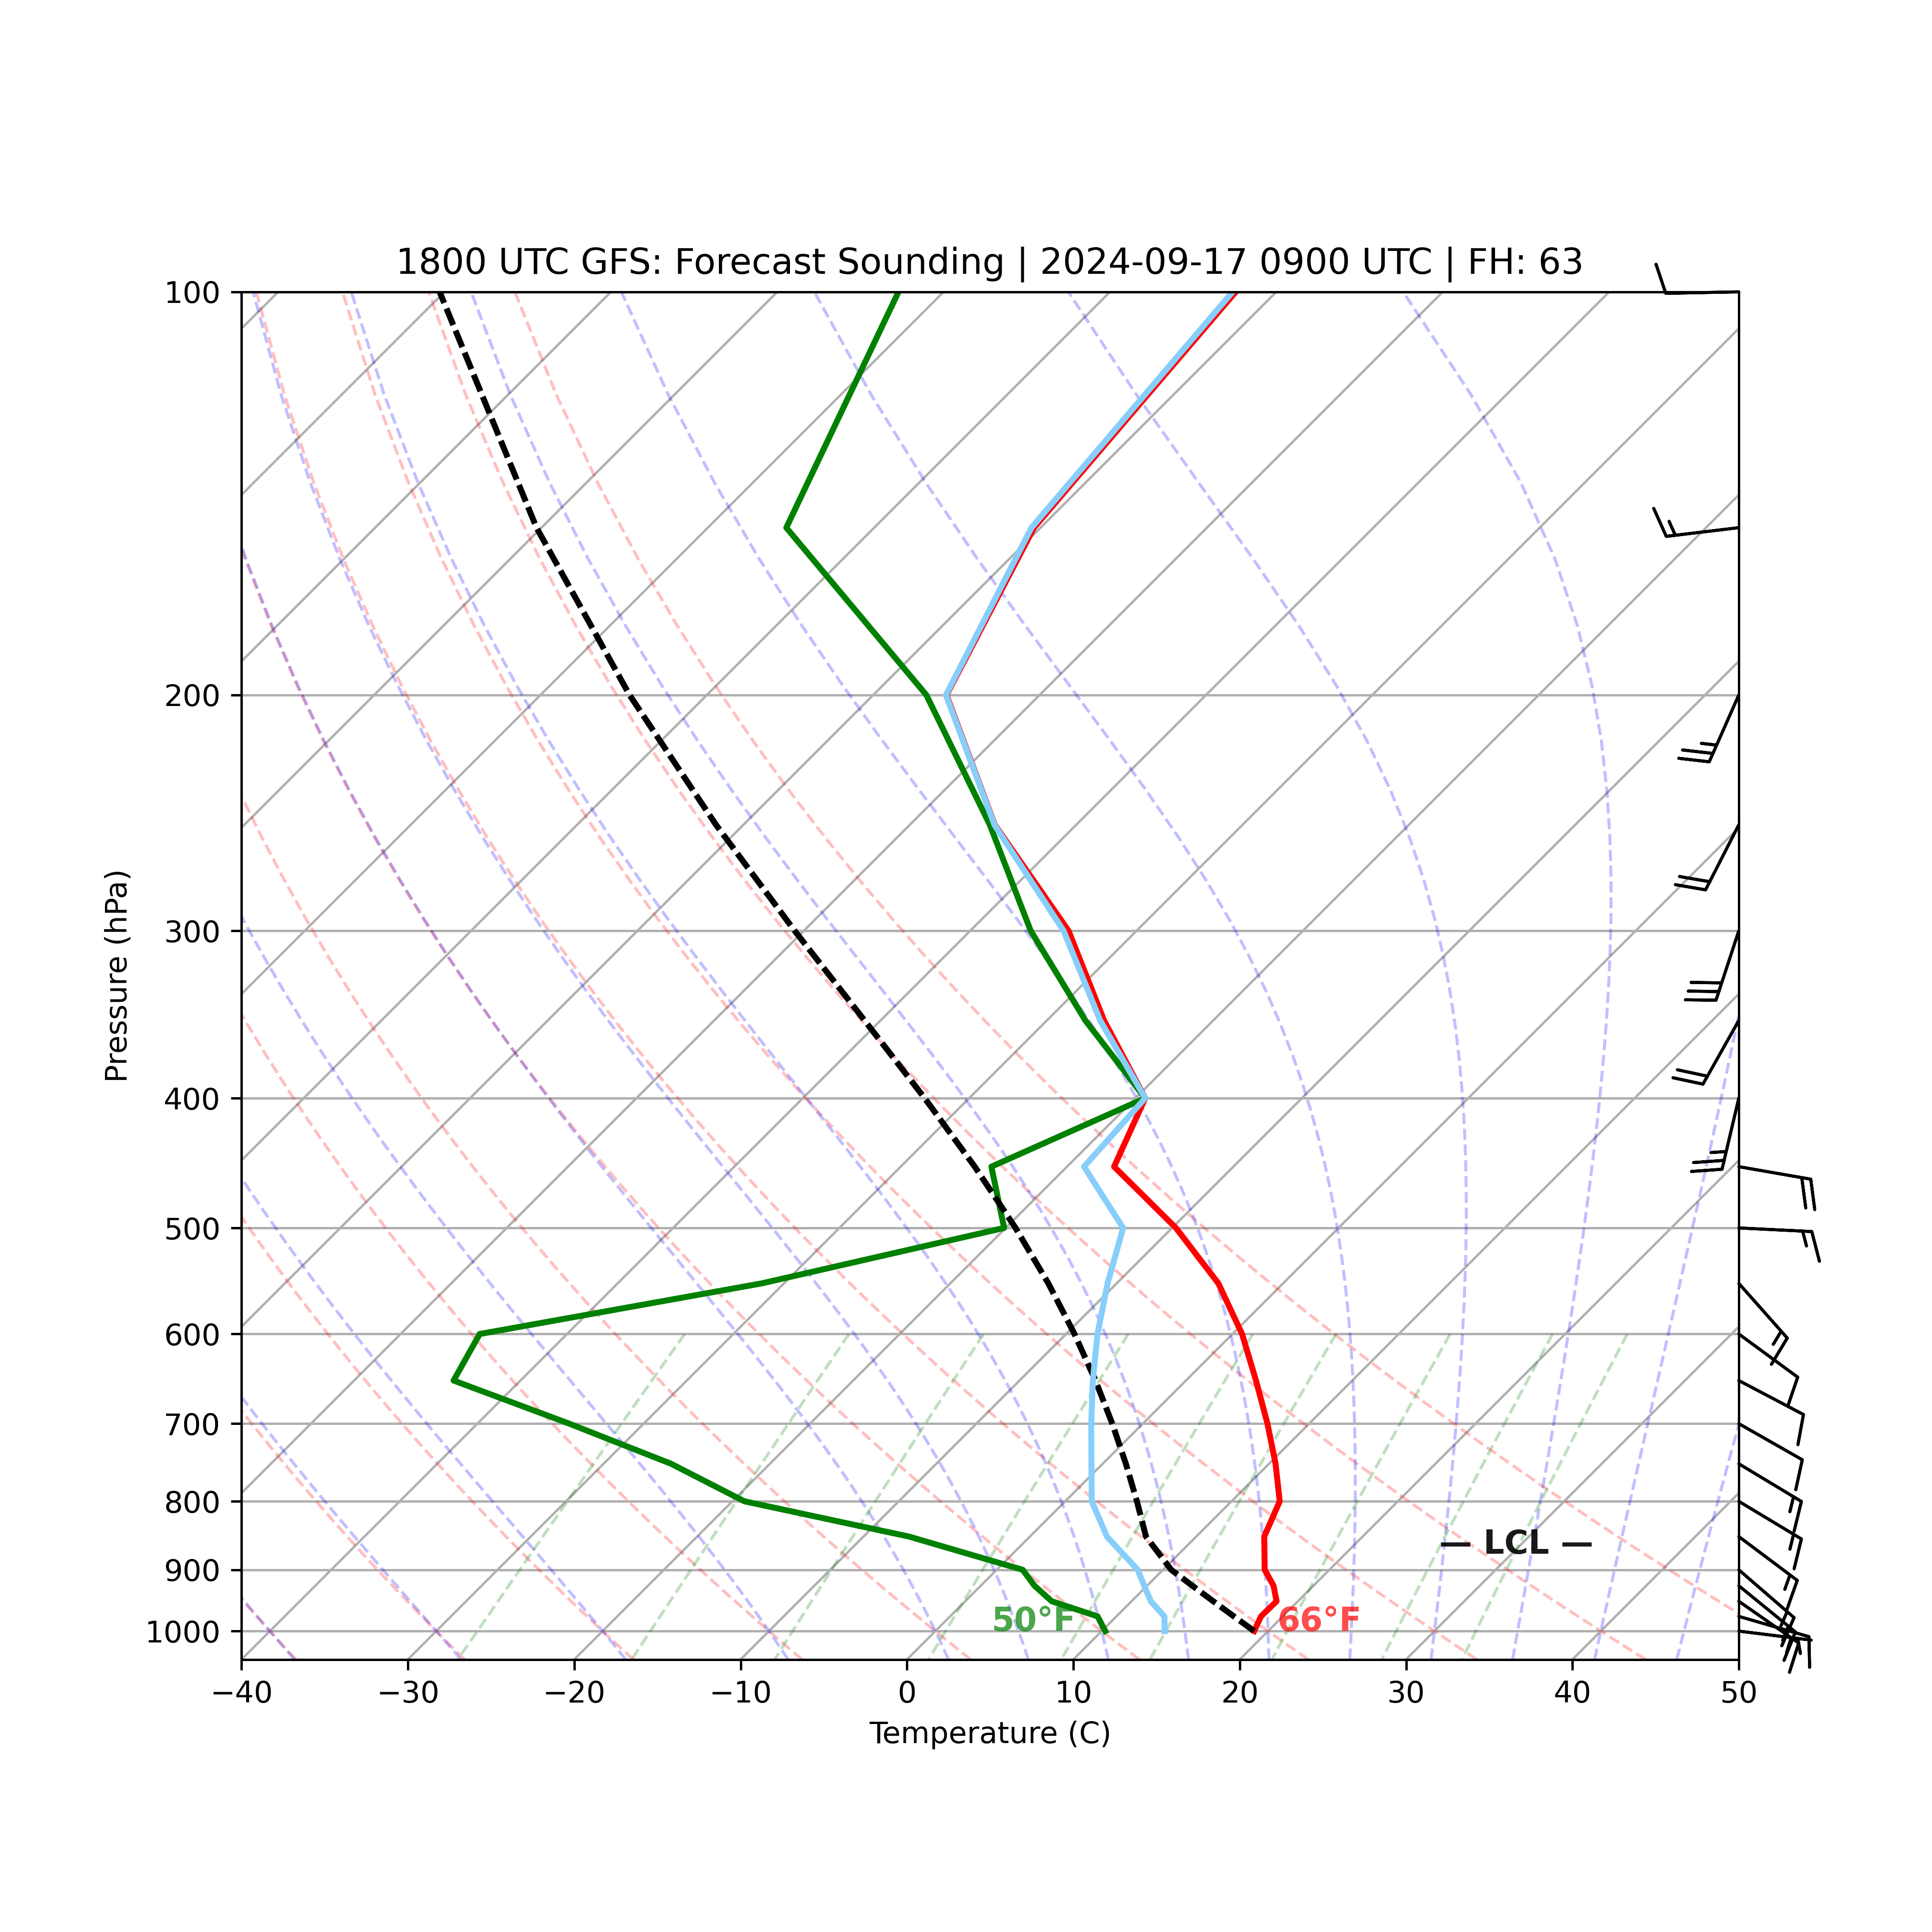 1800 UTC GFS: Forecast Sounding | 2024-09-17 0900 UTC | FH: 63
100
200
300
400
500
600
700
800
900
1000
Pressure (hPa)
— LCL —
50°F
66°F
−40 −30 −20 −10 0 10 20 30 40 50
Temperature (C)